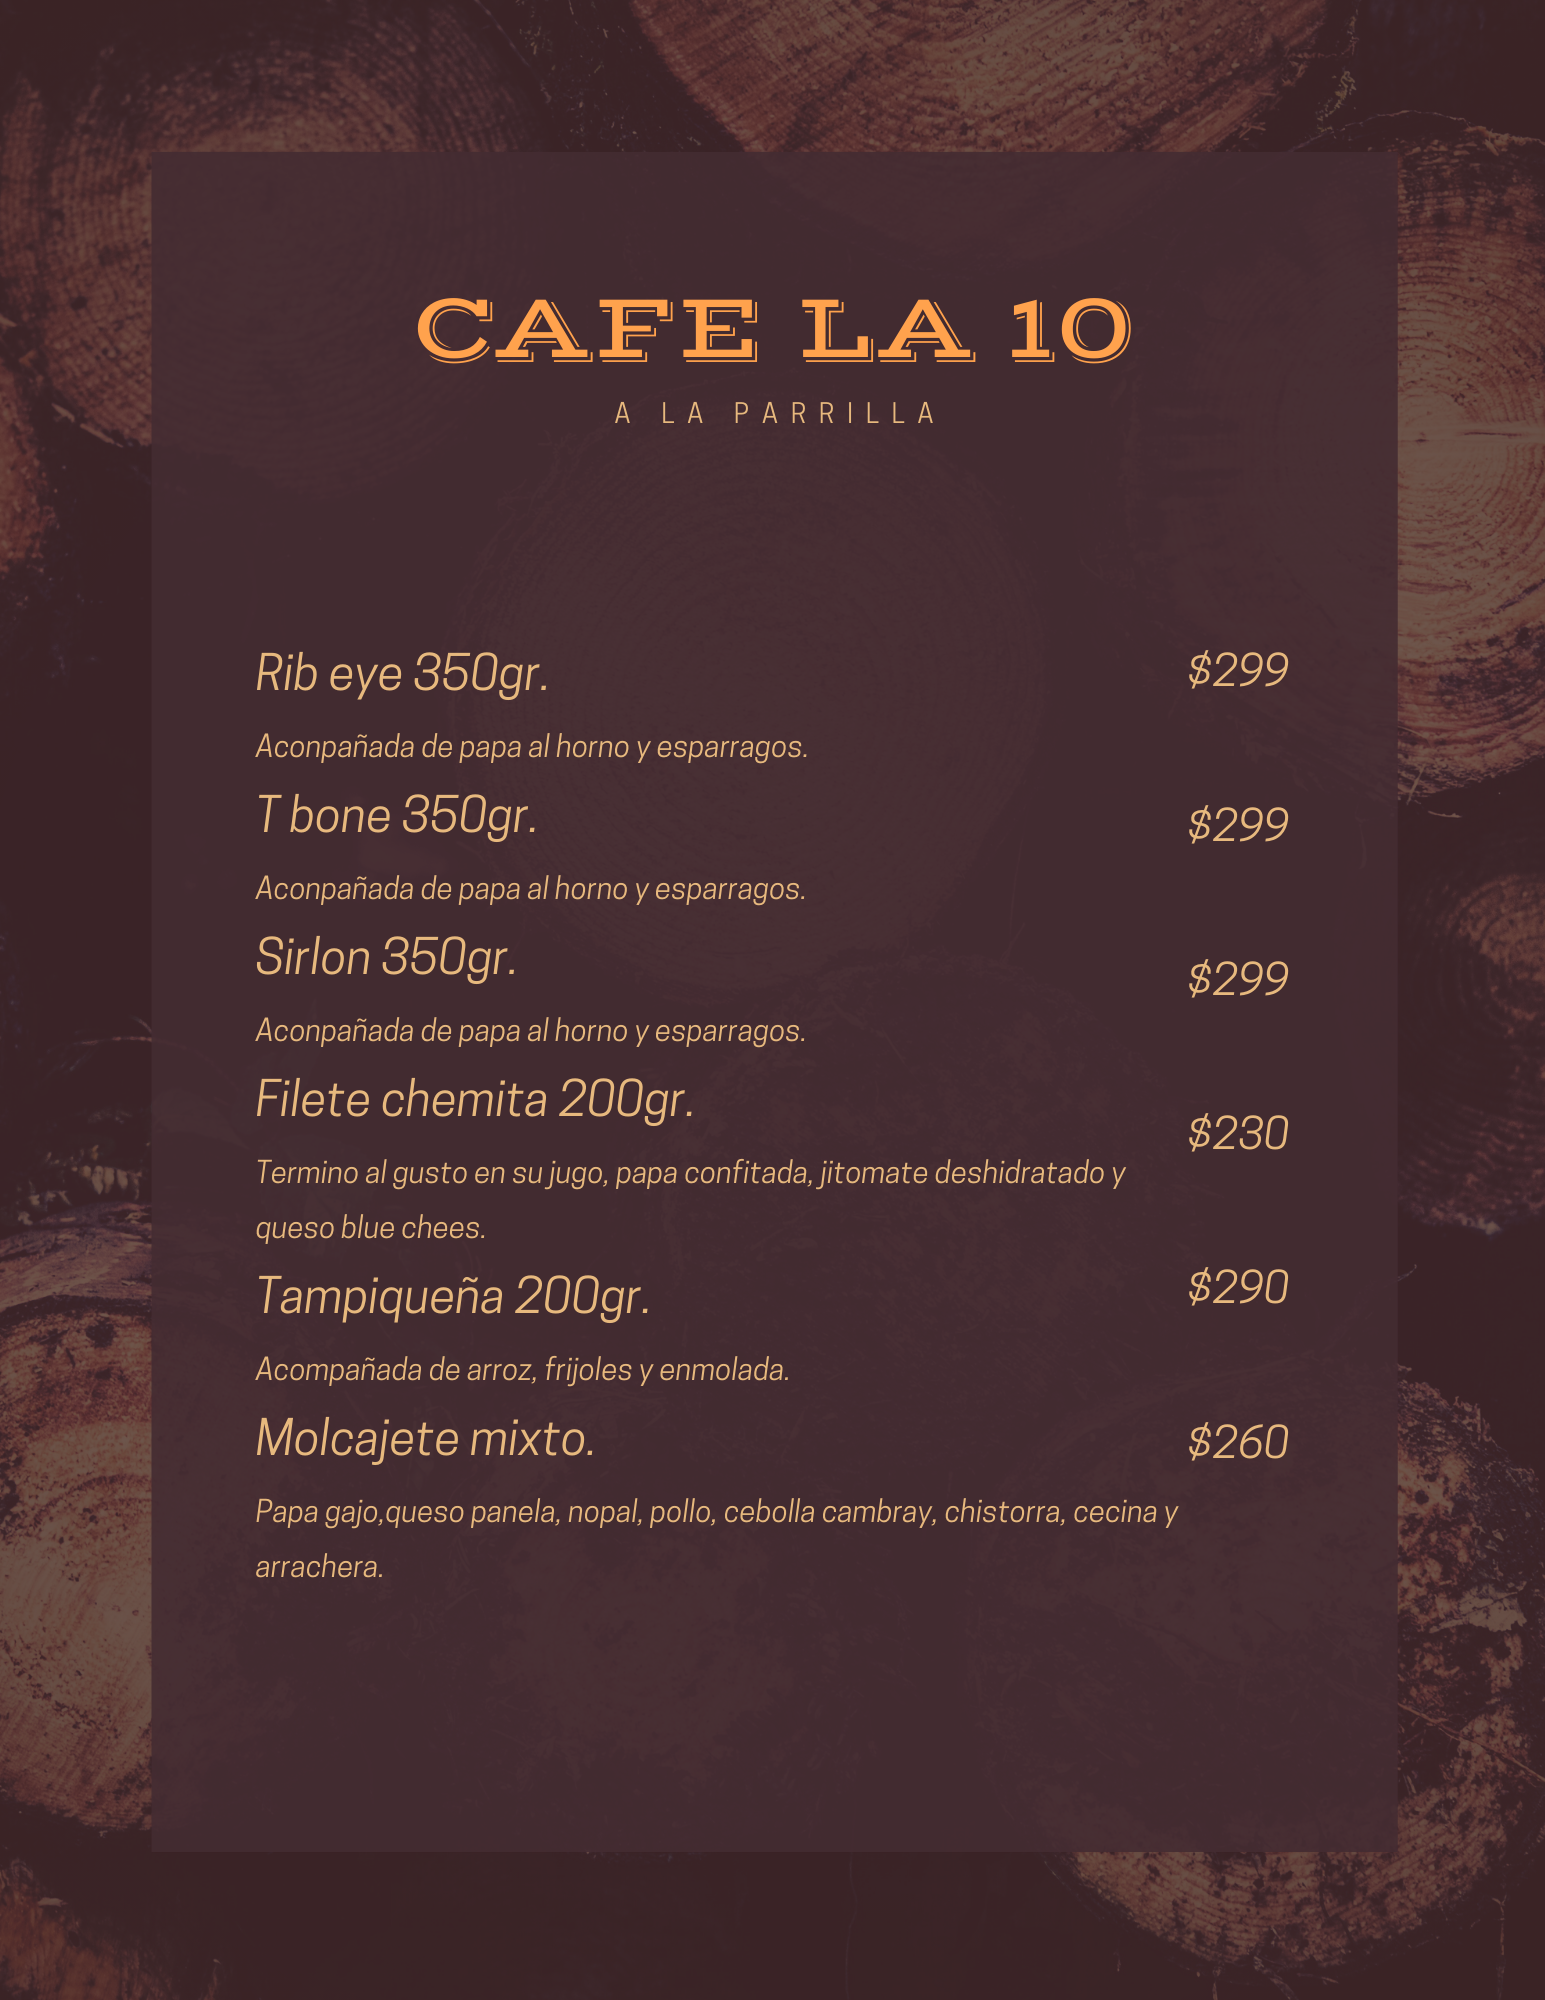 CAFE LA 10
A LA PARRILLA
Rib eye 350gr. $299
Aconpañada de papa al horno y esparragos.
T bone 350gr. $299
Aconpañada de papa al horno y esparragos.
Sirlon 350gr. $299
Aconpañada de papa al horno y esparragos.
Filete chemita 200gr. $230
Termino al gusto en su jugo, papa confitada, jitomate deshidratado y
queso blue chees.
Tampiqueña 200gr. $290
Acompañada de arroz, frijoles y enmolada.
Molcajete mixto. $260
Papa gajo,queso panela, nopal, pollo, cebolla cambray, chistorra, cecina y
arrachera.